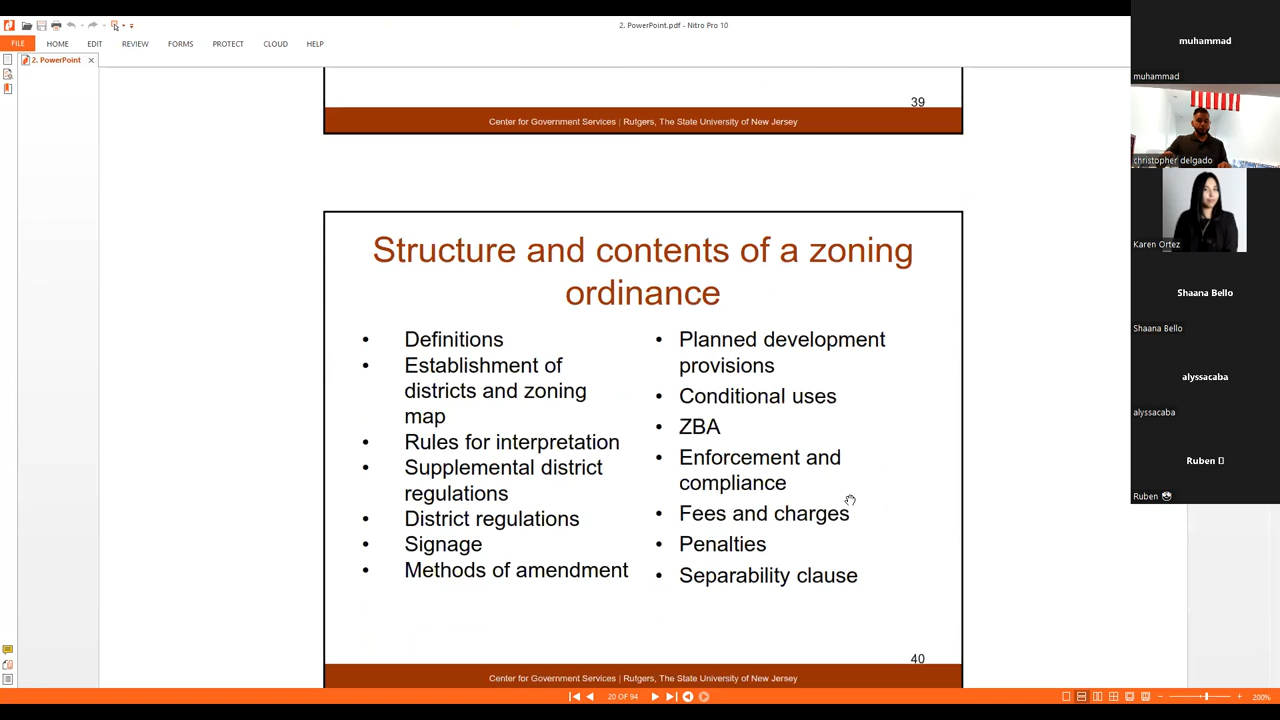 2. PowerPoint.pdf - Nitro Pro 10
FILE HOME EDIT REVIEW FORMS PROTECT CLOUD HELP
2. PowerPoint
39
Center for Government Services | Rutgers, The State University of New Jersey
Structure and contents of a zoning
ordinance
• Definitions
• Establishment of
districts and zoning
map
• Rules for interpretation
• Supplemental district
regulations
• District regulations
• Signage
• Methods of amendment
• Planned development
provisions
• Conditional uses
• ZBA
• Enforcement and
compliance
• Fees and charges
• Penalties
• Separability clause
40
Center for Government Services | Rutgers, The State University of New Jersey
20 OF 94
200%
muhammad
muhammad
christopher delgado
Karen Ortez
Shaana Bello
Shaana Bello
alyssacaba
alyssacaba
Ruben
Ruben